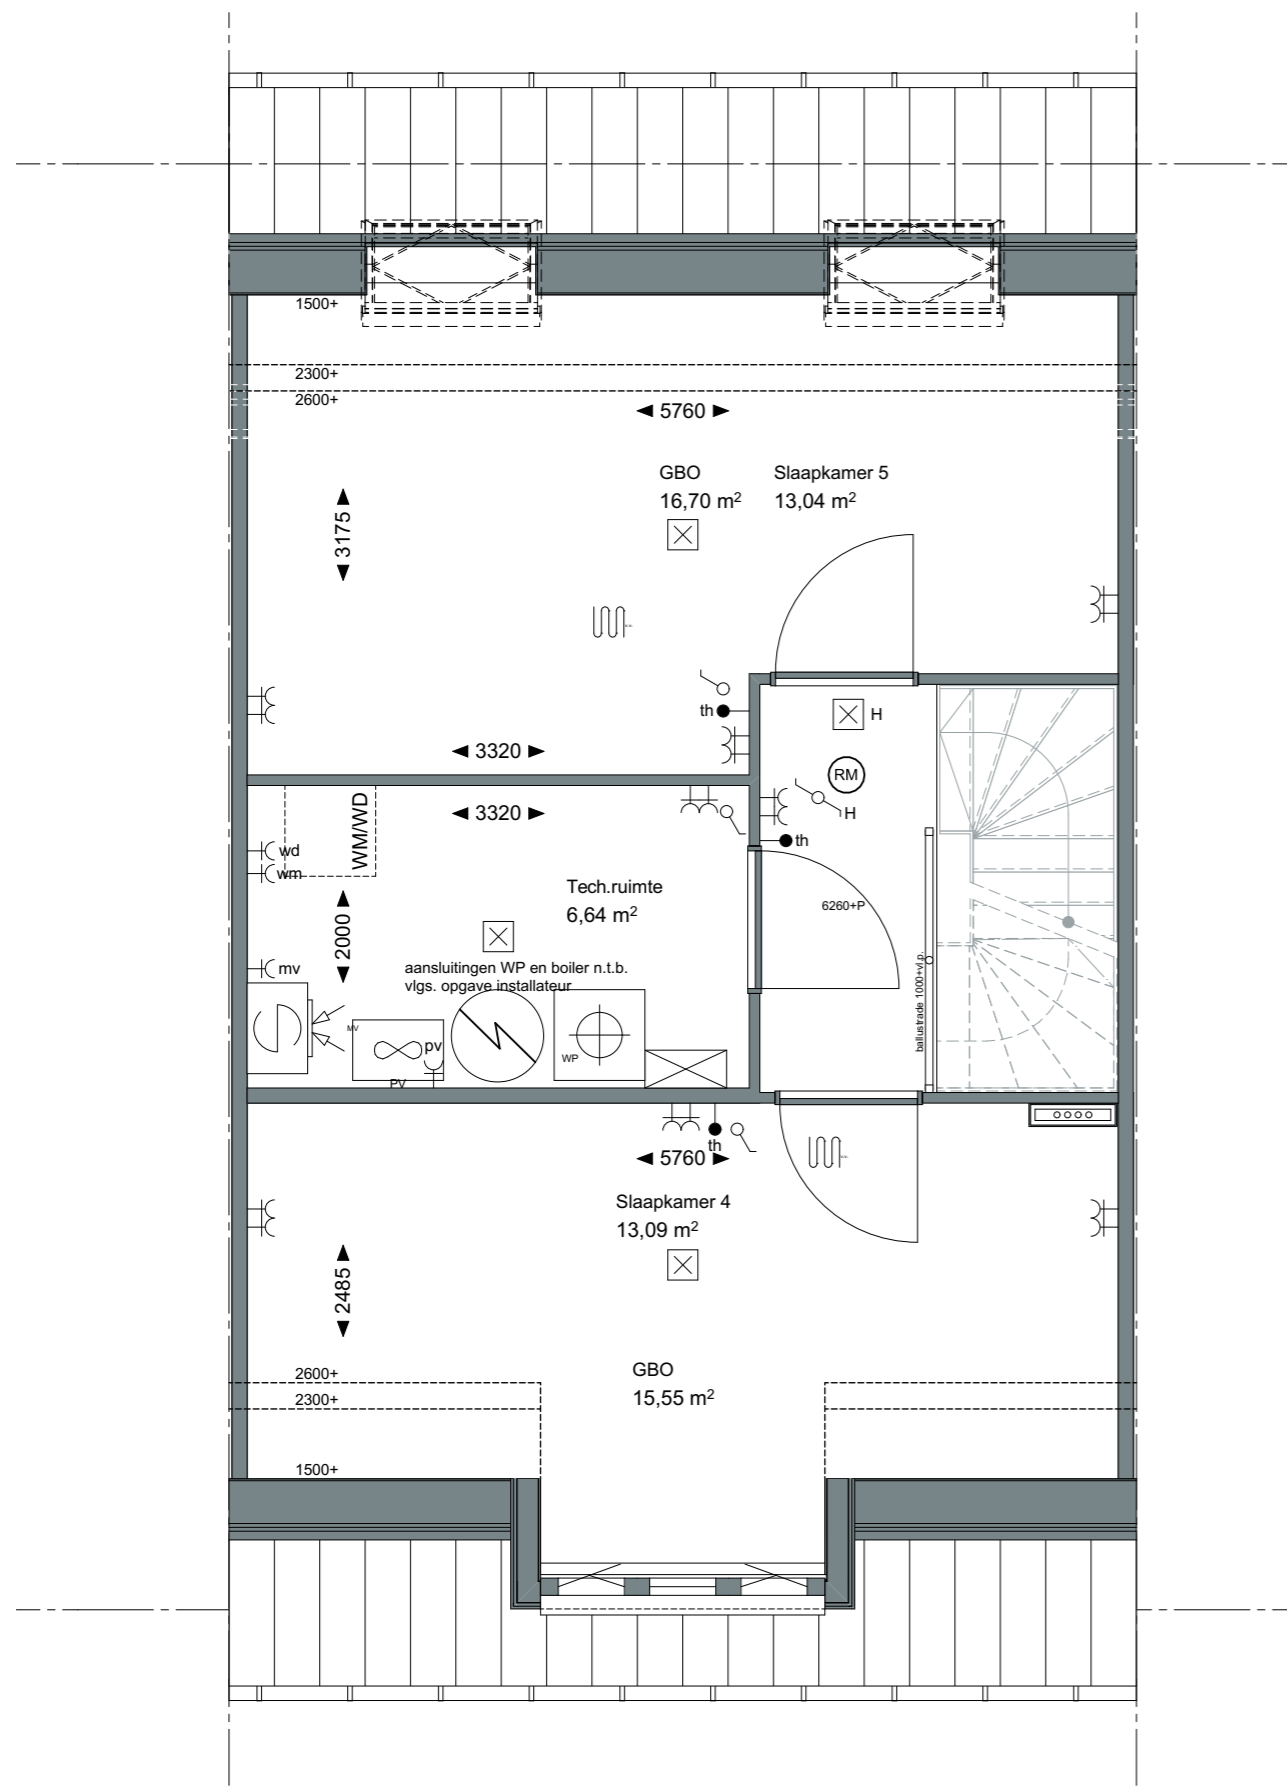 1500+
2300+
2600+
5760
GBO
16,70 m²
Slaapkamer 5
13,04 m²
3175
th
H
3320
RM
3320
WM/WD
H
wd
wm
th
Tech.ruimte
6,64 m²
6260+P
2000
mv
aansluitingen WP en boiler n.t.b.
vlgs. opgave installateur
ballustrade 1000+vl.p.
MV
pv
WP
PV
th
5760
Slaapkamer 4
13,09 m²
2485
GBO
15,55 m²
2600+
2300+
1500+